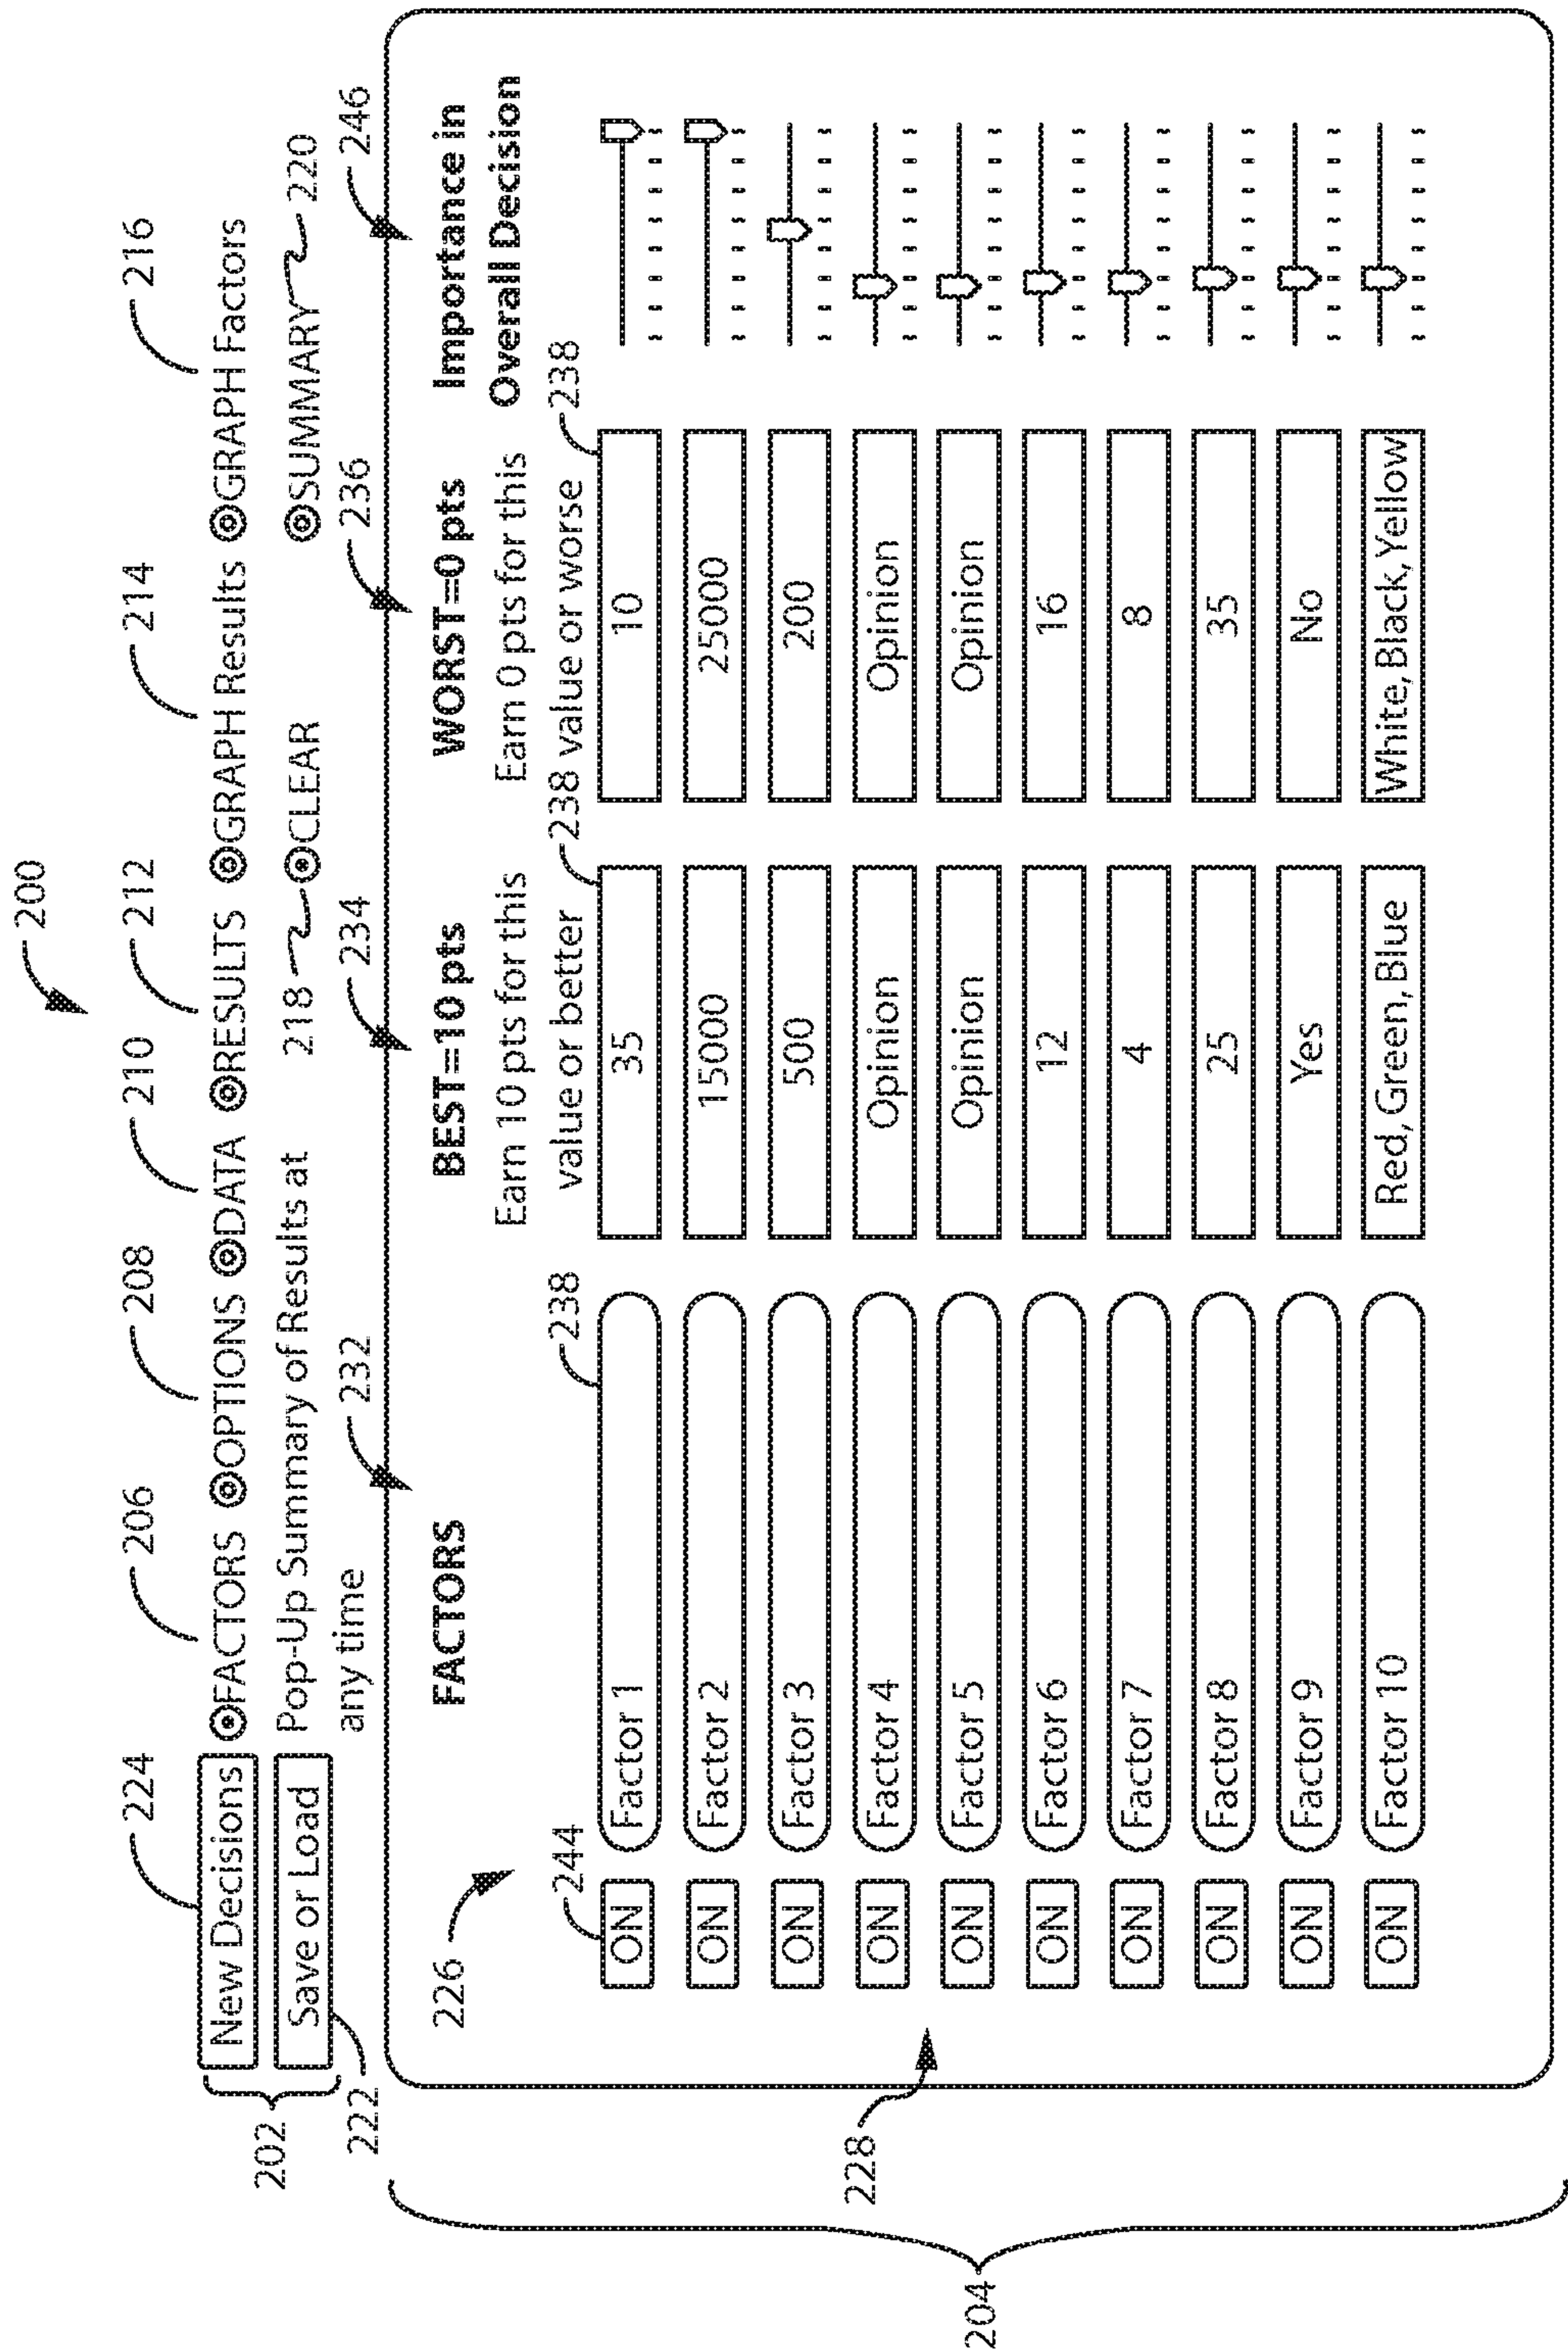 200
224 206 208 210 212 214 216
New Decisions FACTORS OPTIONS DATA RESULTS GRAPH Results GRAPH Factors
202 Save or Load Pop-Up Summary of Results at 218 CLEAR SUMMARY 220
222 any time 232 234 236 246
226 FACTORS BEST=10 pts WORST=0 pts Importance in
Earn 10 pts for this Earn 0 pts for this Overall Decision
244 238 value or better 238 value or worse 238
ON Factor 1 35 10
ON Factor 2 15000 25000
ON Factor 3 500 200
228 ON Factor 4 Opinion Opinion
ON Factor 5 Opinion Opinion
204 ON Factor 6 12 16
ON Factor 7 4 8
ON Factor 8 25 35
ON Factor 9 Yes No
ON Factor 10 Red, Green, Blue White, Black, Yellow